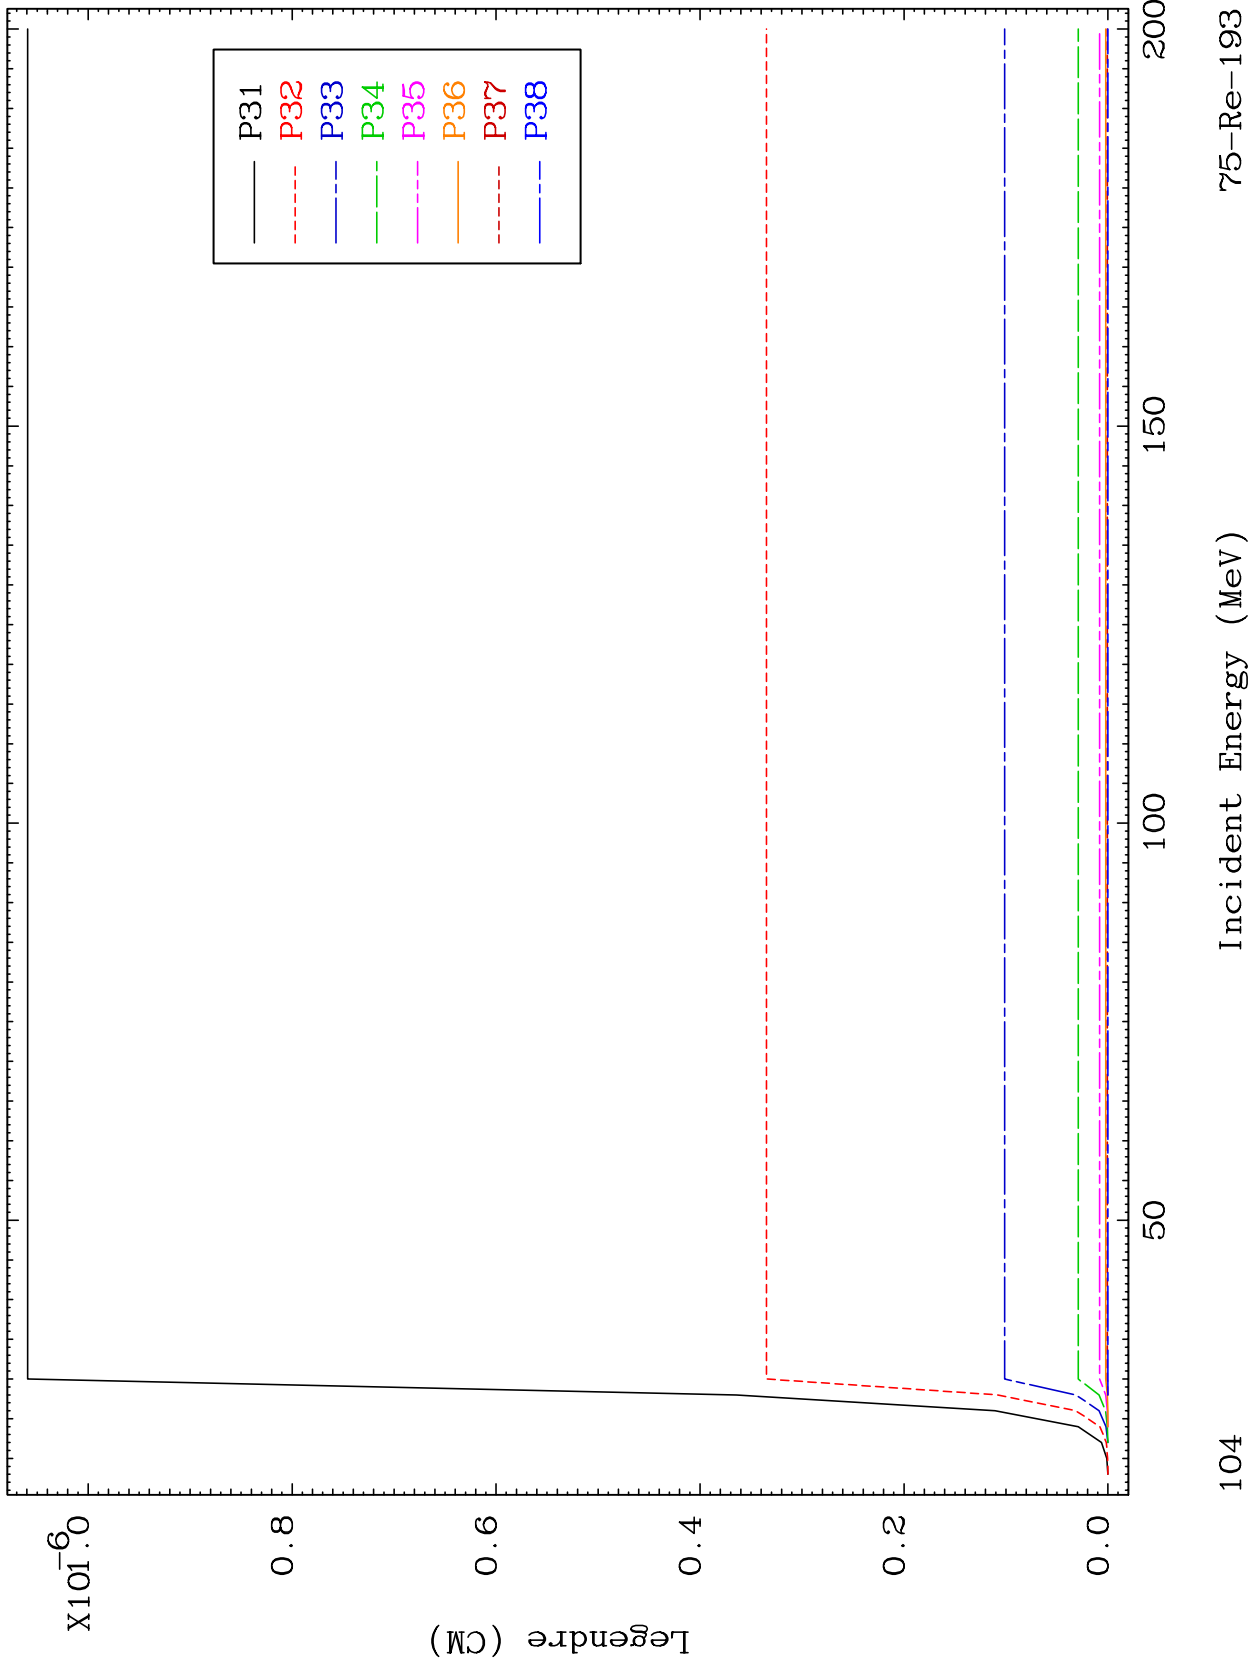 X10-6
1.0
0.8
0.6
0.4
0.2
0.0
Legendre (CM)
P31
P32
P33
P34
P35
P36
P37
P38
50
100
150
200
104
Incident Energy (MeV)
75-Re-193